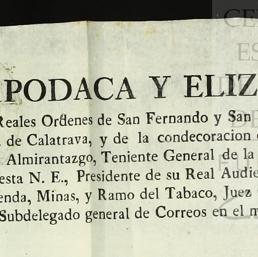 PODACA Y ELIZ
Reales Ordenes de San Fernando y San
de Calatrava, y de la condecoracion
Almirantazgo, Teniente General de la
esta N. E., Presidente de su Real Audie
enda, Minas, y Ramo del Tabaco, Juez
Subdelegado general de Correos en el m